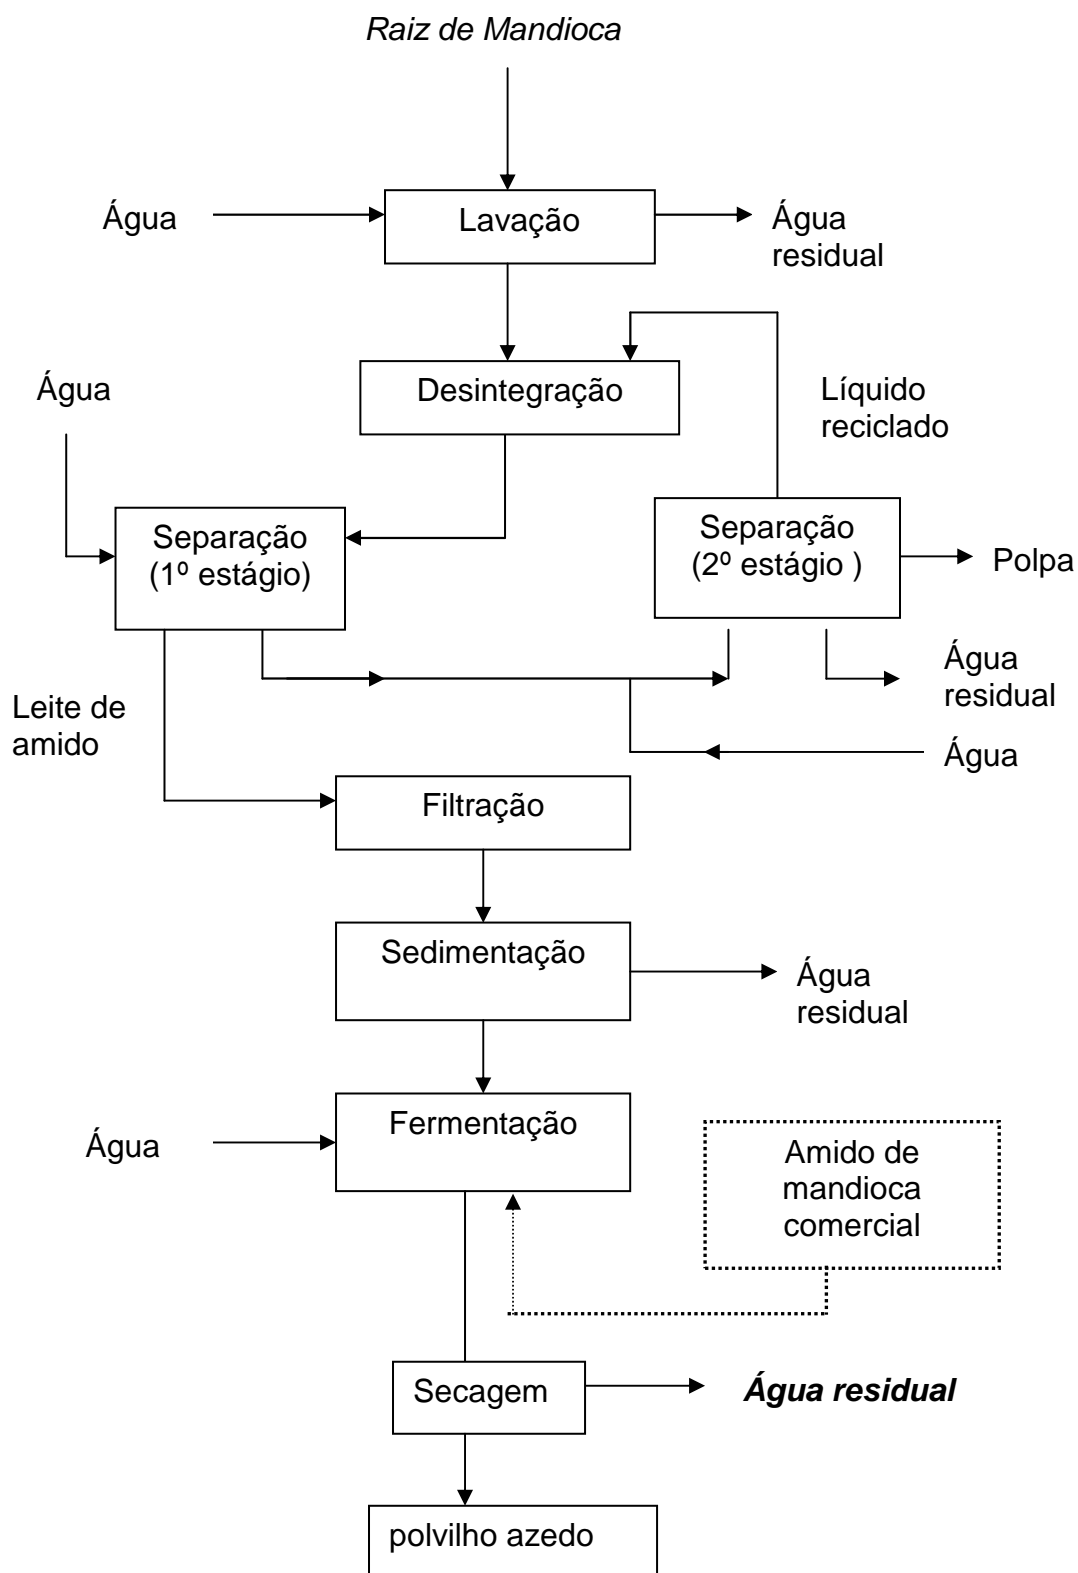 Raiz de Mandioca
Água
Lavação
Água
residual
Água
Desintegração
Líquido
reciclado
Separação
(1º estágio)
Separação
(2º estágio )
Polpa
Água
residual
Leite de
amido
Água
Filtração
Sedimentação
Água
residual
Água
Fermentação
Amido de
mandioca
comercial
Secagem
Água residual
polvilho azedo